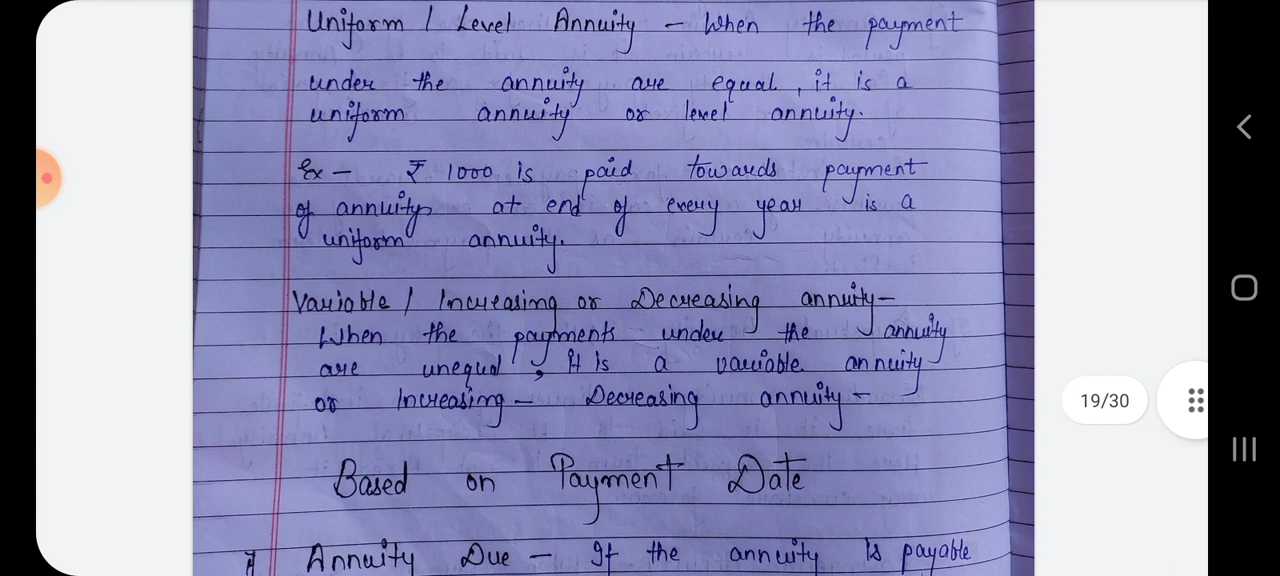 Uniform / Level Annuity - When the payment
under the annuity are equal, it is a
uniform annuity or level annuity.
Ex - ₹ 1000 is paid towards payment
of annuity at end of every year is a
uniform annuity.
Variable / Increasing or Decreasing annuity-
When the payments under the annuity
are unequal, it is a variable annuity
or Increasing - Decreasing annuity -
Based on Payment Date
Annuity Due - If the annuity is payable
19/30